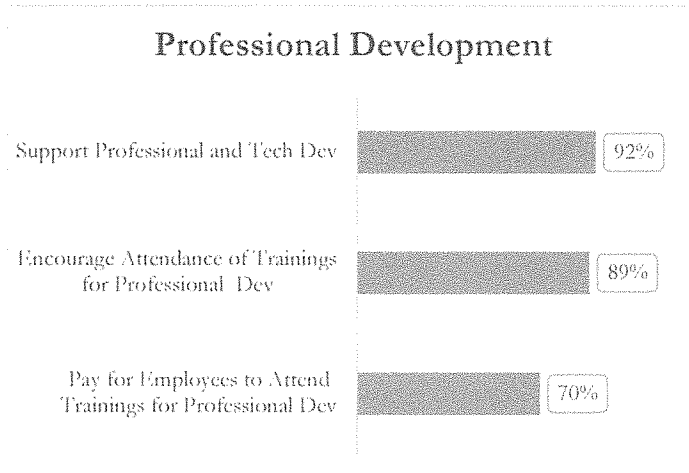 Professional Development
Support Professional and Tech Dev
92%
Encourage Attendance of Trainings
for Professional Dev
89%
Pay for Employees to Attend
Trainings for Professional Dev
70%